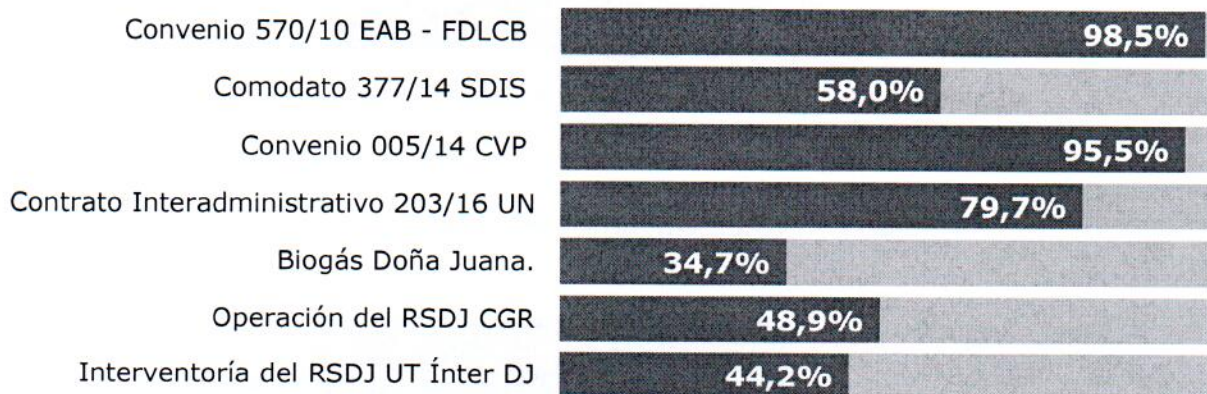 Convenio 570/10 EAB - FDLCB 98,5%
Comodato 377/14 SDIS 58,0%
Convenio 005/14 CVP 95,5%
Contrato Interadministrativo 203/16 UN 79,7%
Biogás Doña Juana. 34,7%
Operación del RSDJ CGR 48,9%
Interventoría del RSDJ UT Ínter DJ 44,2%